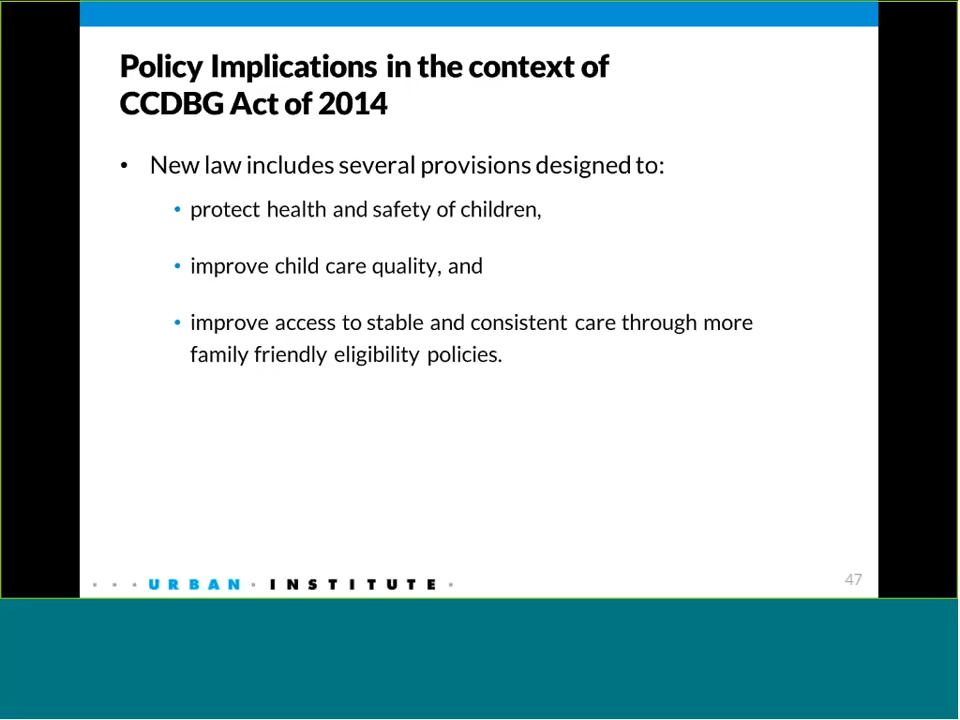 Policy Implications in the context of
CCDBG Act of 2014
• New law includes several provisions designed to:
• protect health and safety of children,
• improve child care quality, and
• improve access to stable and consistent care through more
family friendly eligibility policies.
URBAN INSTITUTE
47